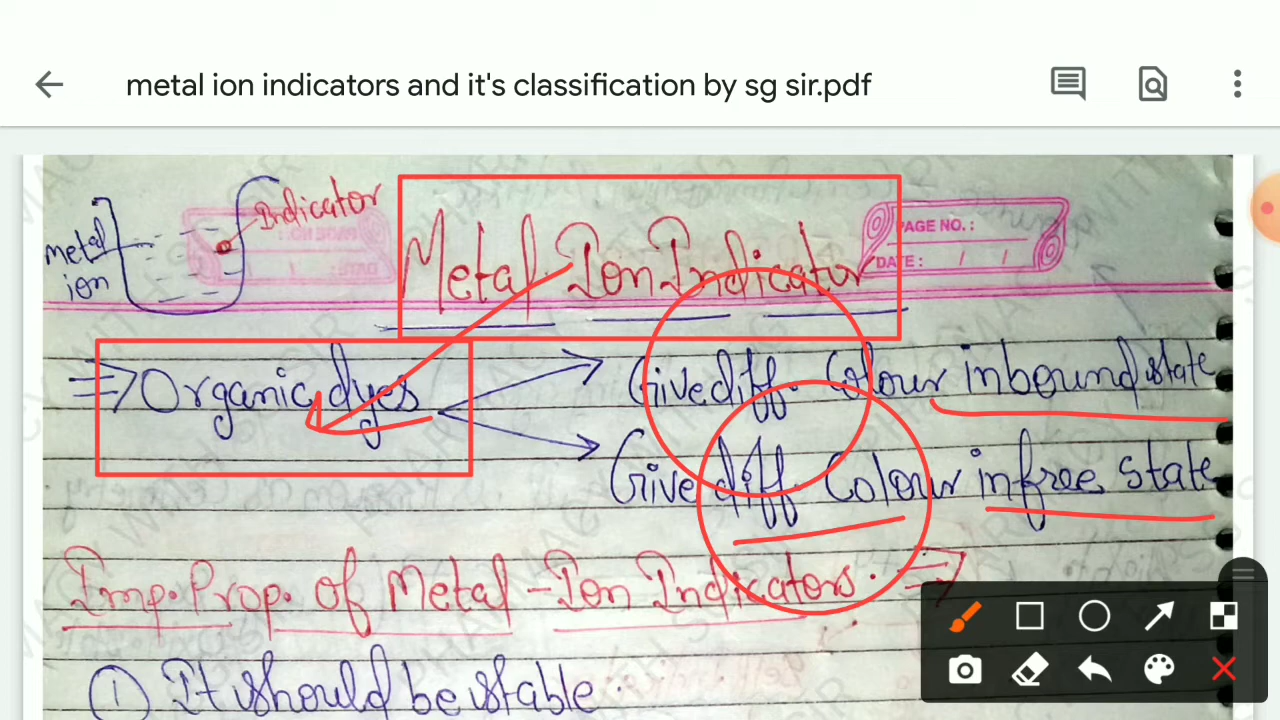 metal ion indicators and it's classification by sg sir.pdf
Indicator
metal
ion
Metal-Ion Indicator
PAGE NO.:
DATE: / /
=> Organic dyes
Give diff. Colour in bound state
Give diff. Colour in free state
Imp. Prop. of Metal-Ion Indicators. =>
① It should be stable.